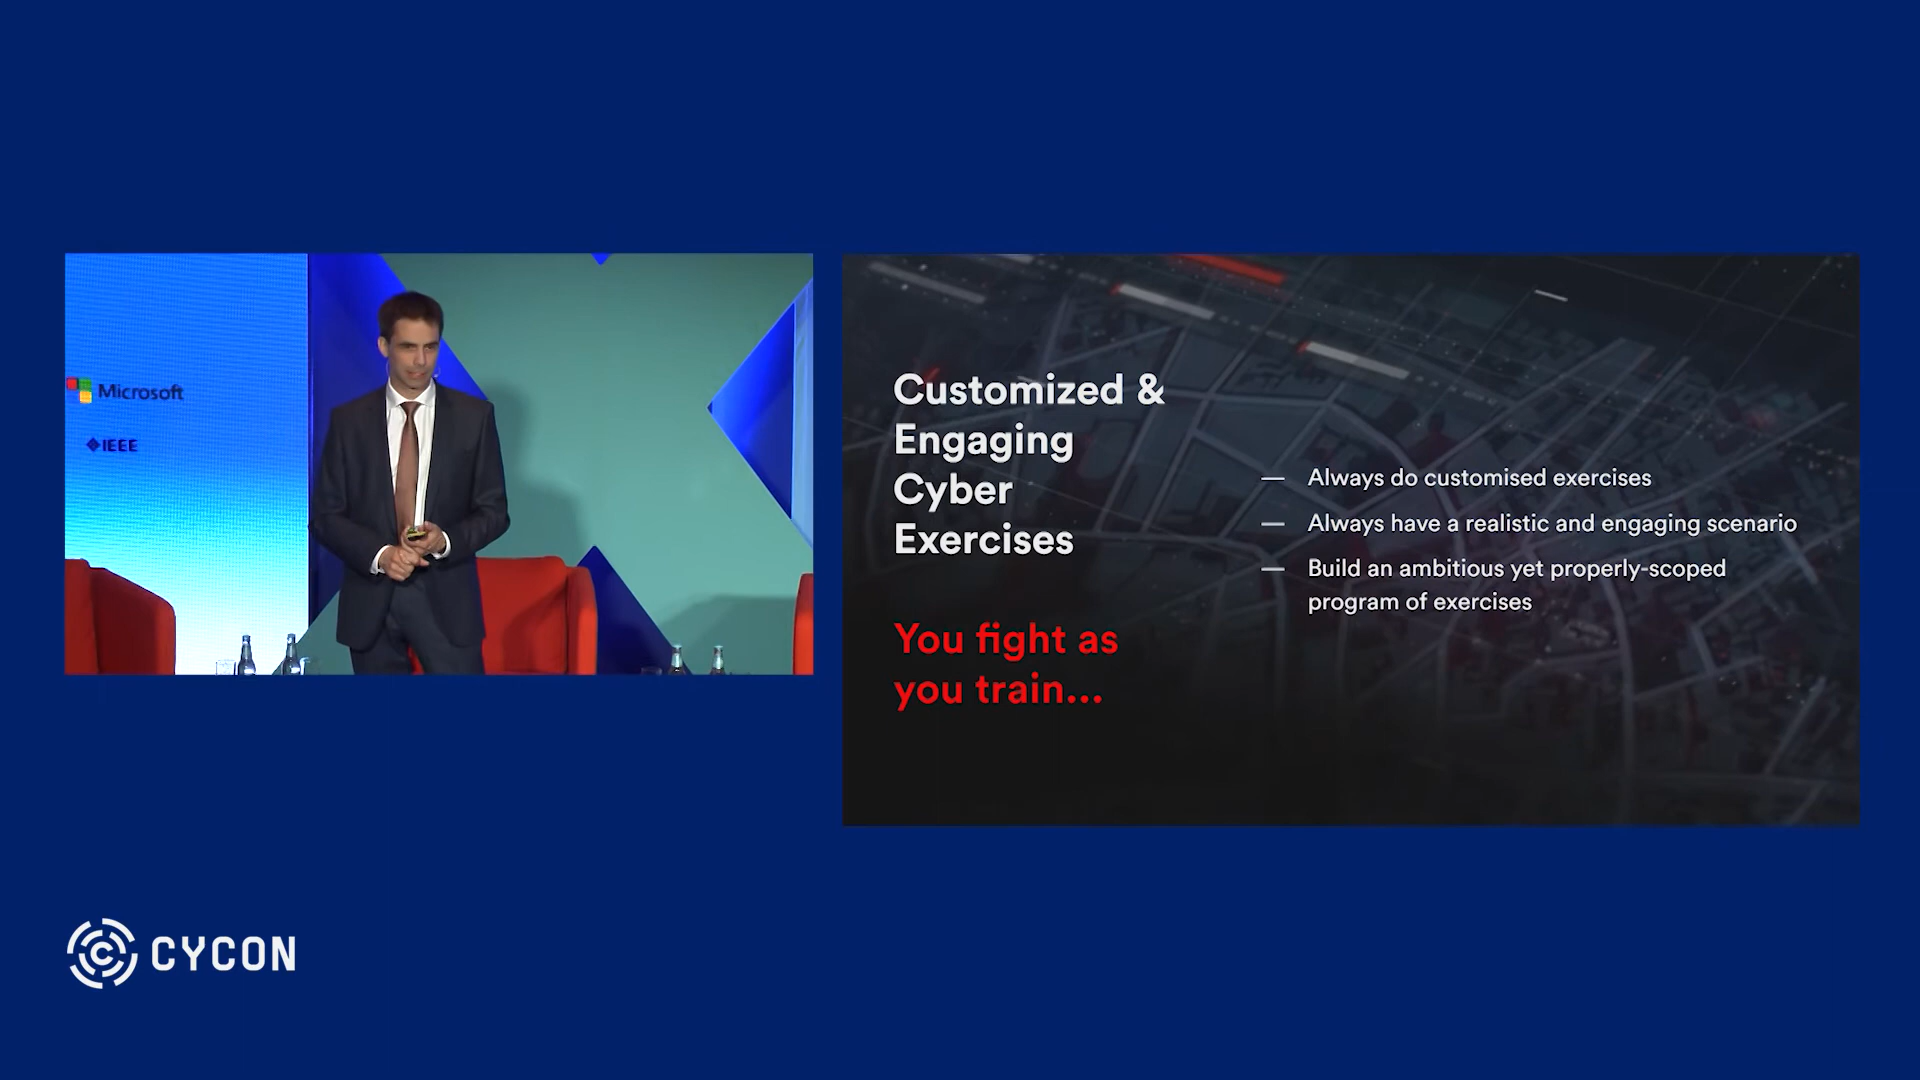 Microsoft
IEEE
Customized &
Engaging
Cyber
Exercises
You fight as
you train...
— Always do customised exercises
— Always have a realistic and engaging scenario
— Build an ambitious yet properly-scoped
program of exercises
CYCON